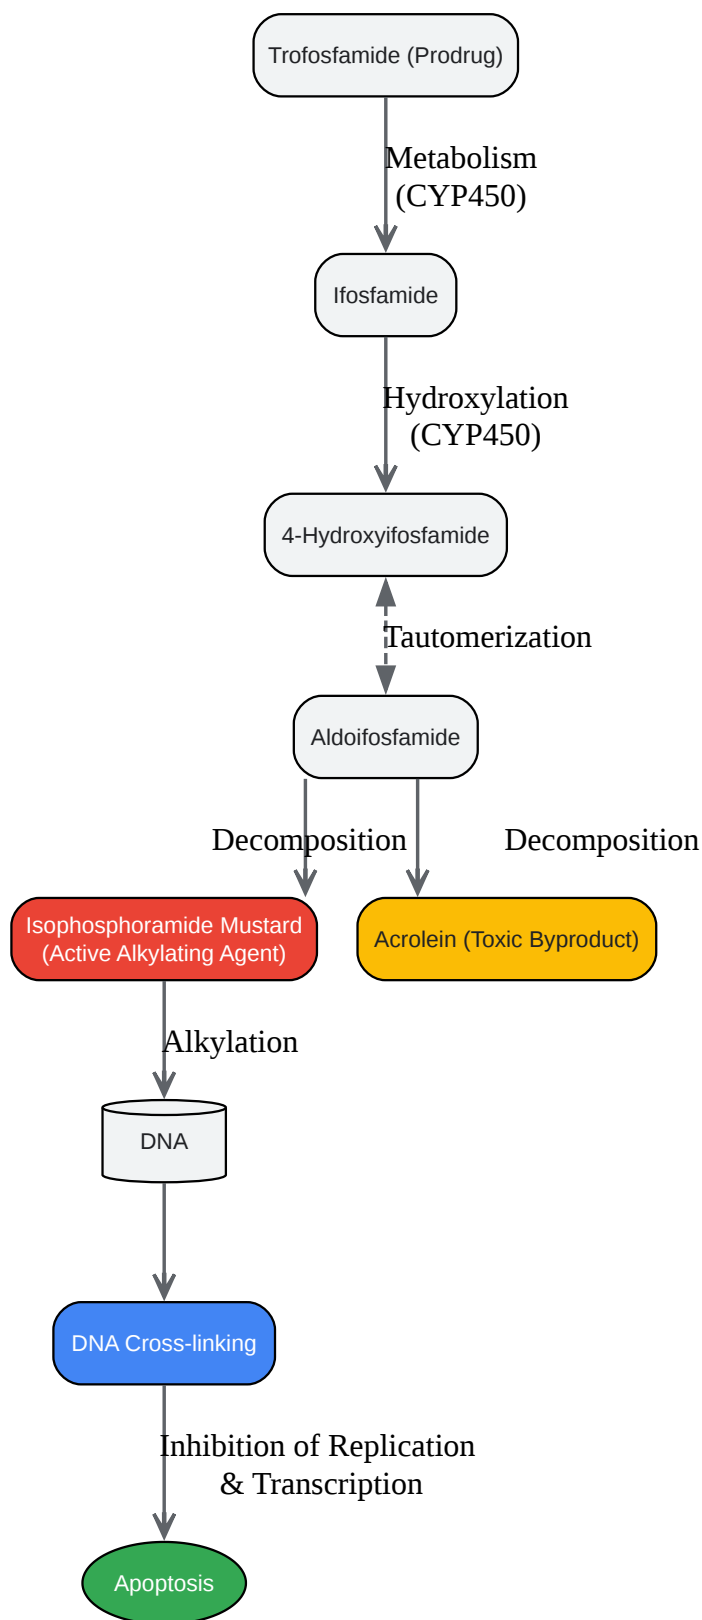 Trofosfamide (Prodrug)
Metabolism
(CYP450)
Ifosfamide
Hydroxylation
(CYP450)
4-Hydroxyifosfamide
Tautomerization
Aldoifosfamide
Decomposition
Decomposition
Isophosphoramide Mustard
(Active Alkylating Agent)
Acrolein (Toxic Byproduct)
Alkylation
DNA
DNA Cross-linking
Inhibition of Replication
& Transcription
Apoptosis